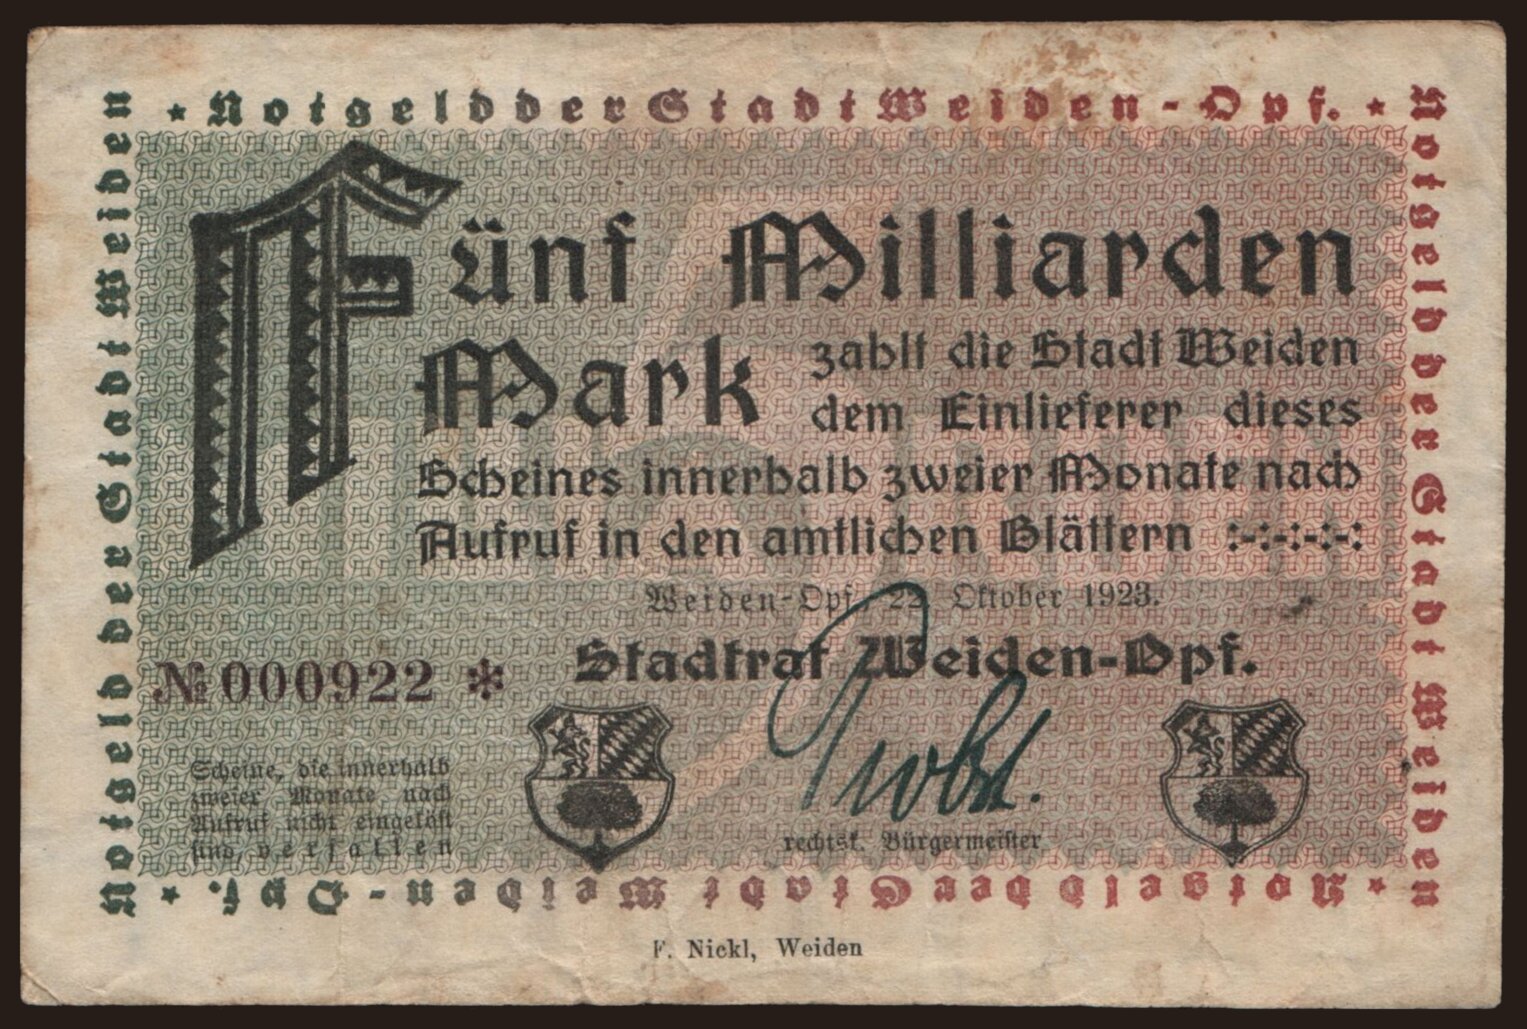 Notgeld der Stadt Weiden-Opf.
Notgeld der Stadt Weiden
Notgeld der Stadt Weiden
Fünf Milliarden
Mark zahlt die Stadt Weiden
dem Einlieferer dieses
Scheines innerhalb zweier Monate nach
Aufruf in den amtlichen Blättern :-:-:-:-:
Weiden-Opf. 22. Oktober 1923.
Stadtrat Weiden-Opf.
№ 000922 *
Scheine, die innerhalb
zweier Monate nach
Aufruf nicht eingelöst
sind, verfallen
rechtsk. Bürgermeister
Notgeld der Stadt Weiden-Opf.
F. Nickl, Weiden